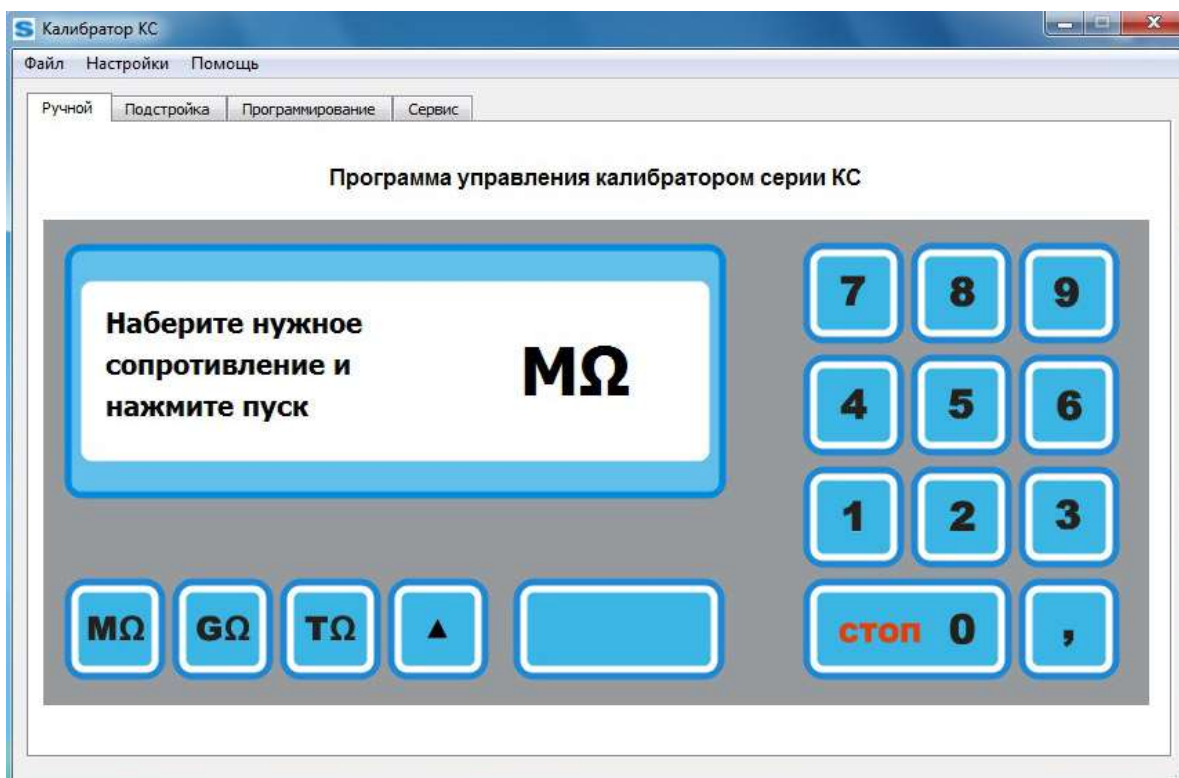 S Калибратор КС
Файл Настройки Помощь
Ручной Подстройка Программирование Сервис
Программа управления калибратором серии КС
Наберите нужное
сопротивление и
нажмите пуск
MΩ
7 8 9
4 5 6
1 2 3
MΩ GΩ TΩ ▲ стоп 0 ,